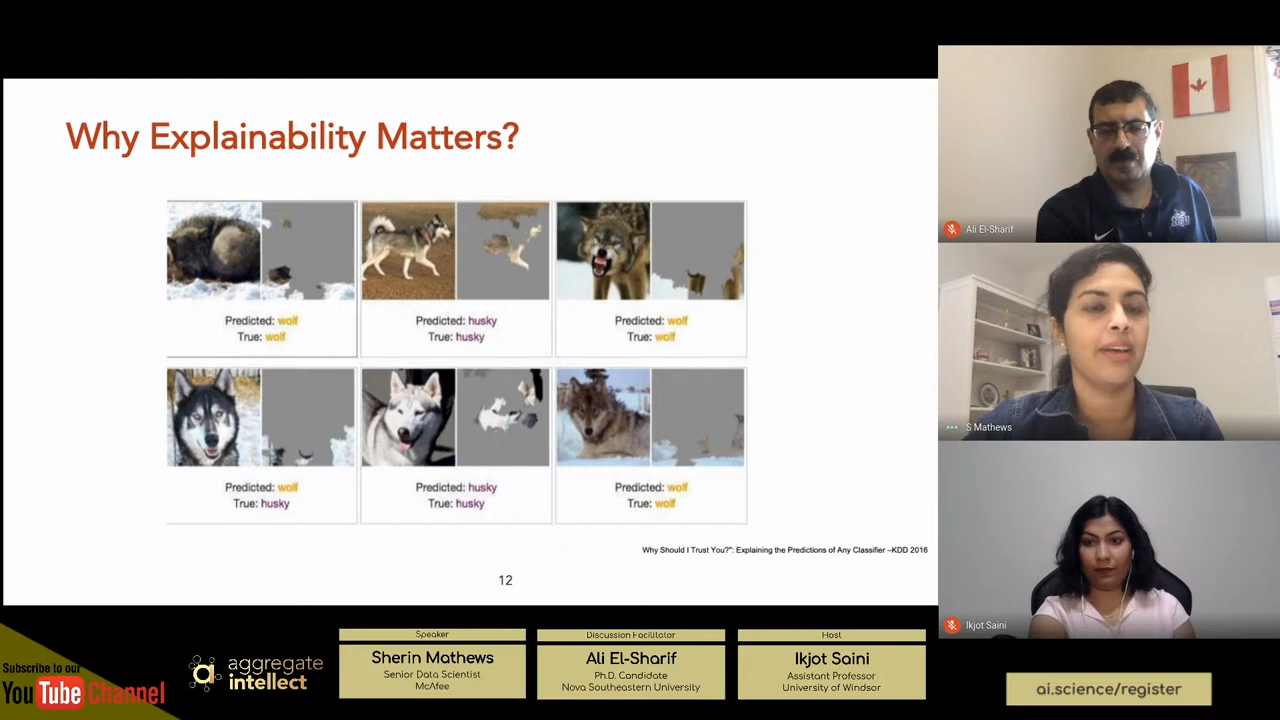 Why Explainability Matters?
Predicted: wolf
True: wolf
Predicted: husky
True: husky
Predicted: wolf
True: wolf
Predicted: wolf
True: husky
Predicted: husky
True: husky
Predicted: wolf
True: wolf
Why Should I Trust You?": Explaining the Predictions of Any Classifier –KDD 2016
12
Ali El-Sharif
S Mathews
Ikjot Saini
Subscribe to our
YouTube Channel
aggregate
intellect
Speaker
Sherin Mathews
Senior Data Scientist
McAfee
Discussion Facilitator
Ali El-Sharif
Ph.D. Candidate
Nova Southeastern University
Host
Ikjot Saini
Assistant Professor
University of Windsor
ai.science/register